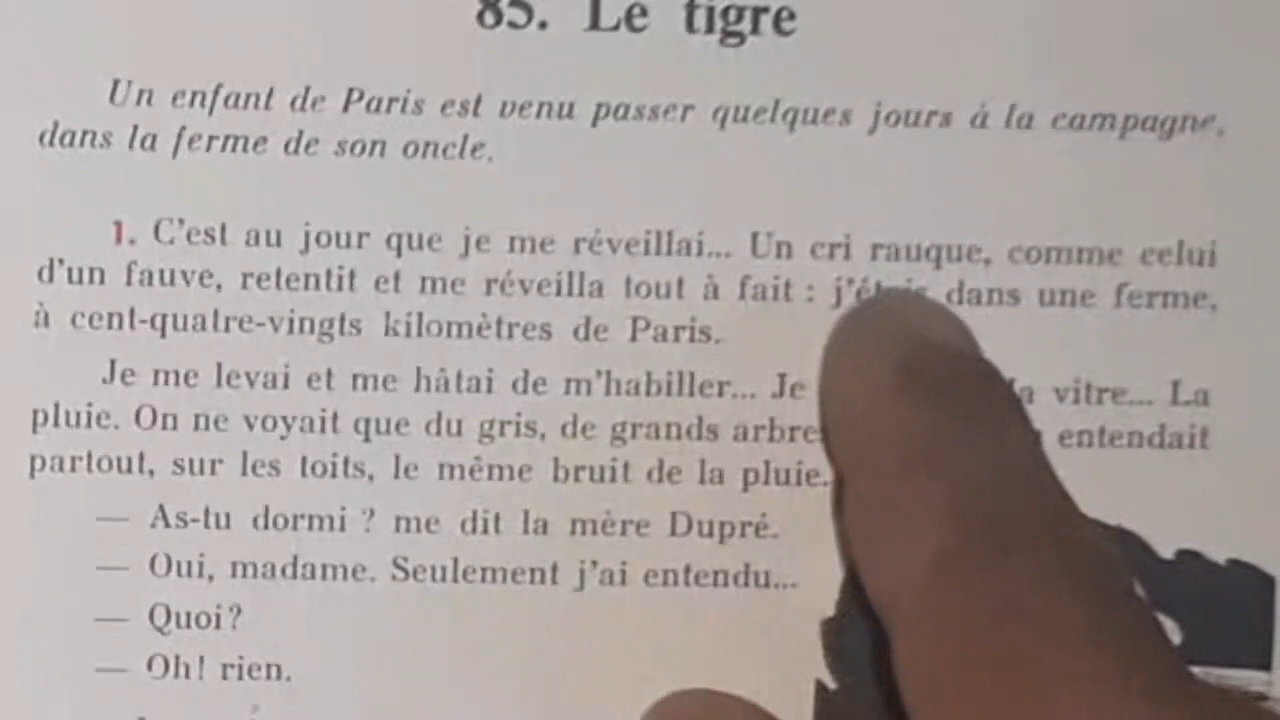 85. Le tigre
Un enfant de Paris est venu passer quelques jours à la campagne,
dans la ferme de son oncle.
1. C'est au jour que je me réveillai... Un cri rauque, comme celui
d'un fauve, retentit et me réveilla tout à fait : j'étais dans une ferme,
à cent-quatre-vingts kilomètres de Paris.
Je me levai et me hâtai de m'habiller... Je vitre... La
pluie. On ne voyait que du gris, de grands entendait
partout, sur les toits, le même bruit de la pluie.
— As-tu dormi ? me dit la mère Dupré.
— Oui, madame. Seulement j'ai entendu...
— Quoi?
— Oh! rien.